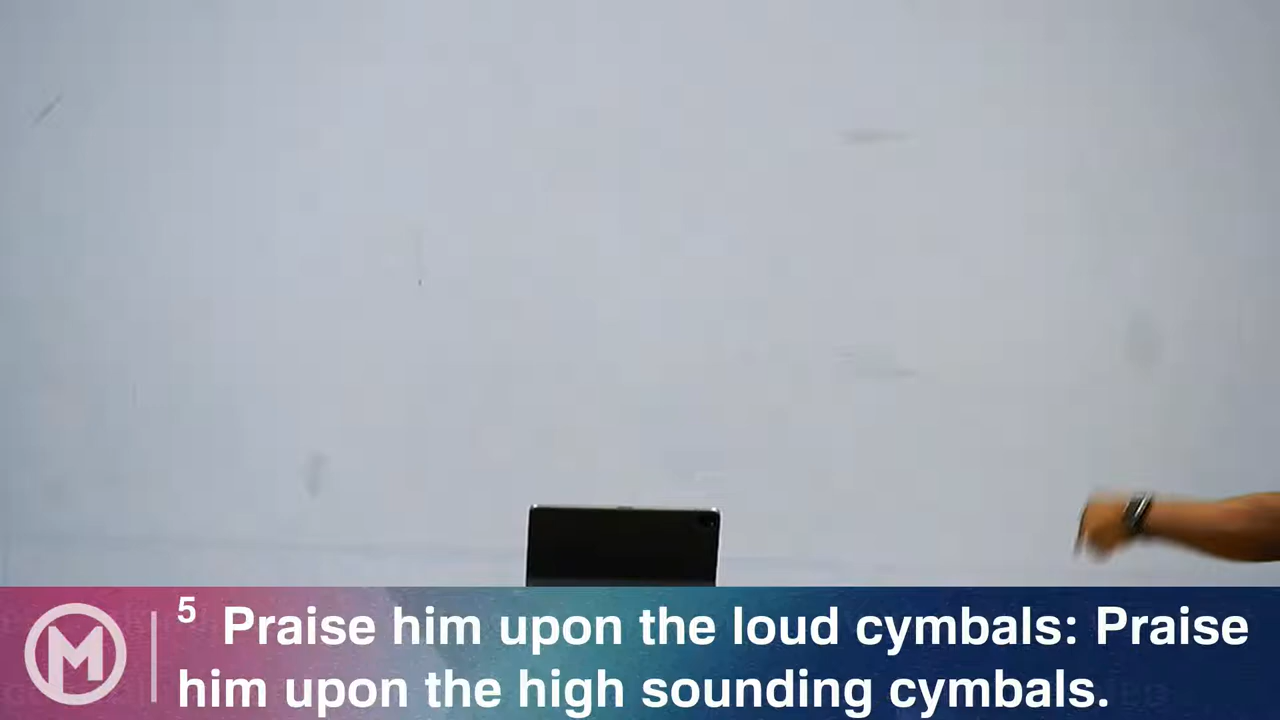 5 Praise him upon the loud cymbals: Praise
him upon the high sounding cymbals.
M